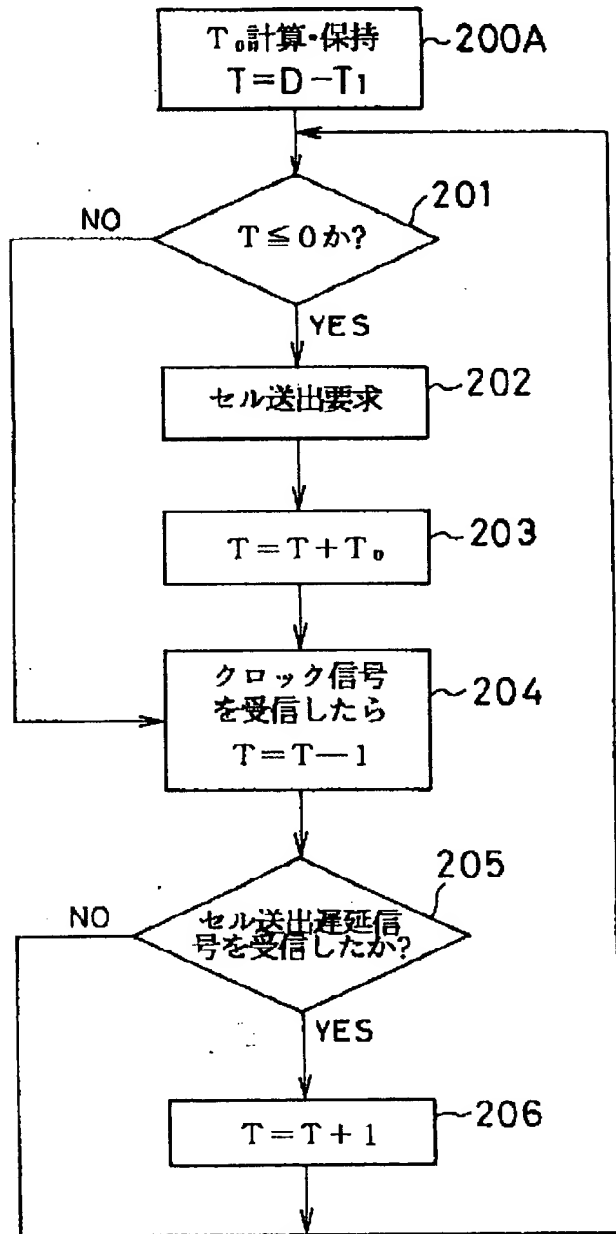 T₀計算・保持
T=D−T1
200A
201
NO
T≦0か?
YES
セル送出要求
202
T=T+T₀
203
クロック信号
を受信したら
T=T−1
204
205
NO
セル送出遅延信
号を受信したか?
YES
T=T+1
206